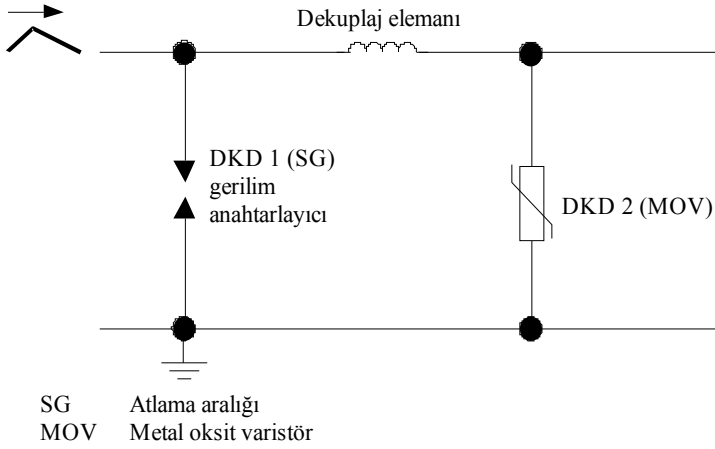 Dekuplaj elemanı
DKD 1 (SG)
gerilim
anahtarlayıcı
DKD 2 (MOV)
SG Atlama aralığı
MOV Metal oksit varistör